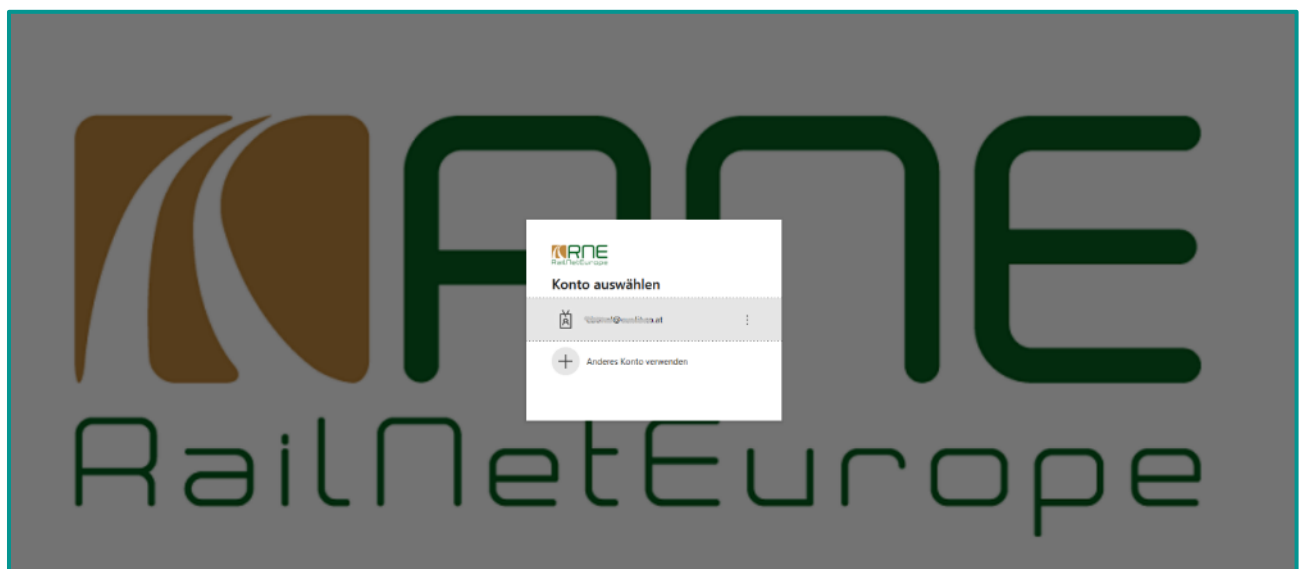 RNE
RailNetEurope
RNE
RailNetEurope
Konto auswählen
Anderes Konto verwenden